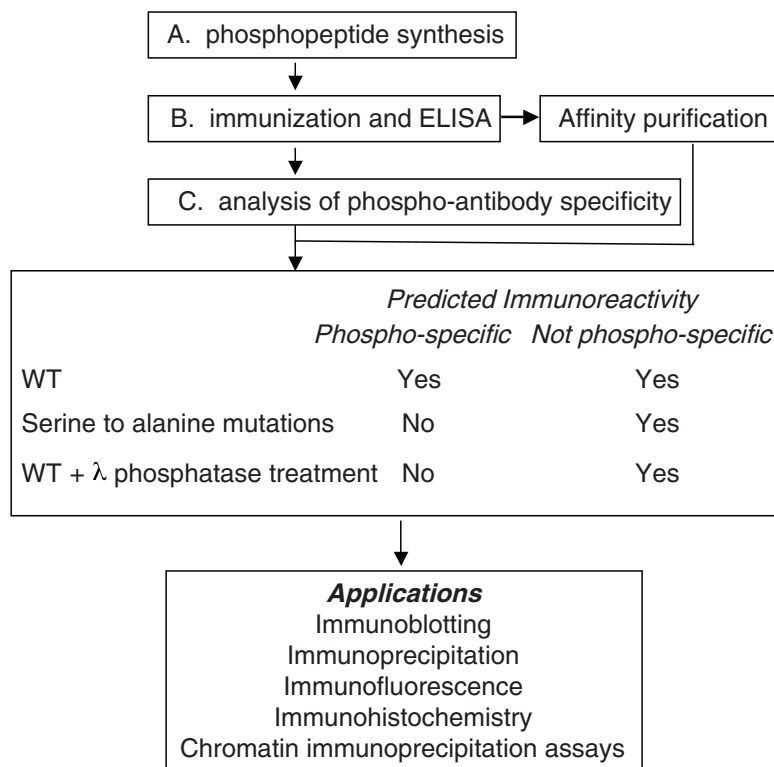 A. phosphopeptide synthesis
B. immunization and ELISA
Affinity purification
C. analysis of phospho-antibody specificity
Predicted Immunoreactivity
Phospho-specific Not phospho-specific
WT Yes Yes
Serine to alanine mutations No Yes
WT + λ phosphatase treatment No Yes
Applications
Immunoblotting
Immunoprecipitation
Immunofluorescence
Immunohistochemistry
Chromatin immunoprecipitation assays